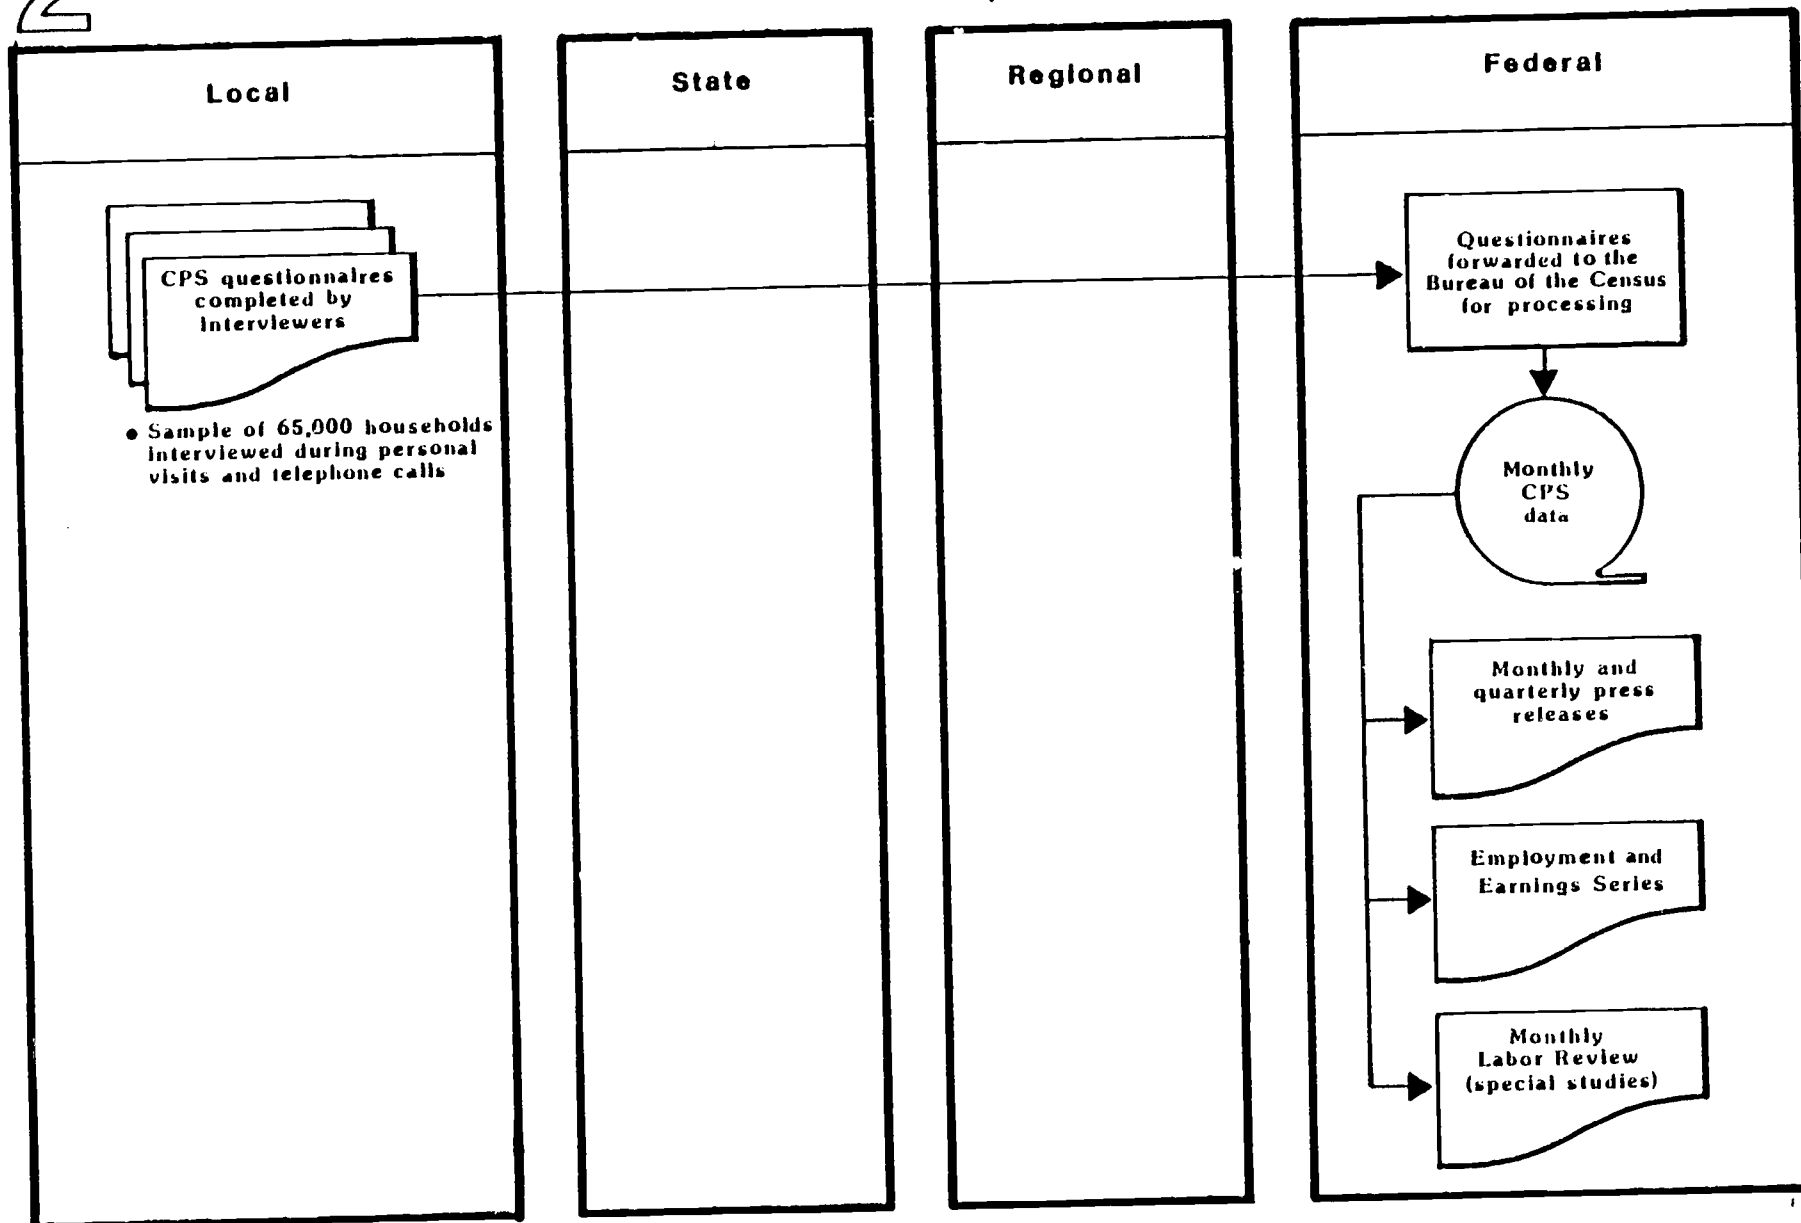 2
Local
State
Regional
Federal
CPS questionnaires
completed by
Interviewers
• Sample of 65,000 households
interviewed during personal
visits and telephone calls
Questionnaires
forwarded to the
Bureau of the Census
for processing
Monthly
CPS
data
Monthly and
quarterly press
releases
Employment and
Earnings Series
Monthly
Labor Review
(special studies)